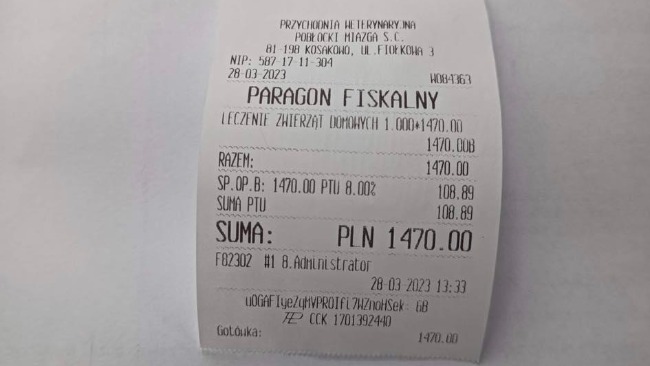 PRZYCHODNIA WETERYNARYJNA
POBŁOCKI MIAZGA S.C.
81-198 KOSAKOWO, UL.FIOŁKOWA 3
NIP: 587-17-11-304
28-03-2023 W084363
PARAGON FISKALNY
LECZENIE ZWIERZĄT DOMOWYCH 1.000*1470.00
1470.00B
RAZEM: 1470.00
SP.OP.B: 1470.00 PTU 8.00% 108.89
SUMA PTU 108.89
SUMA: PLN 1470.00
F82302 #1 8.Administrator
28-03-2023 13:33
CCK 1701392440
Gotówka: 1470.00